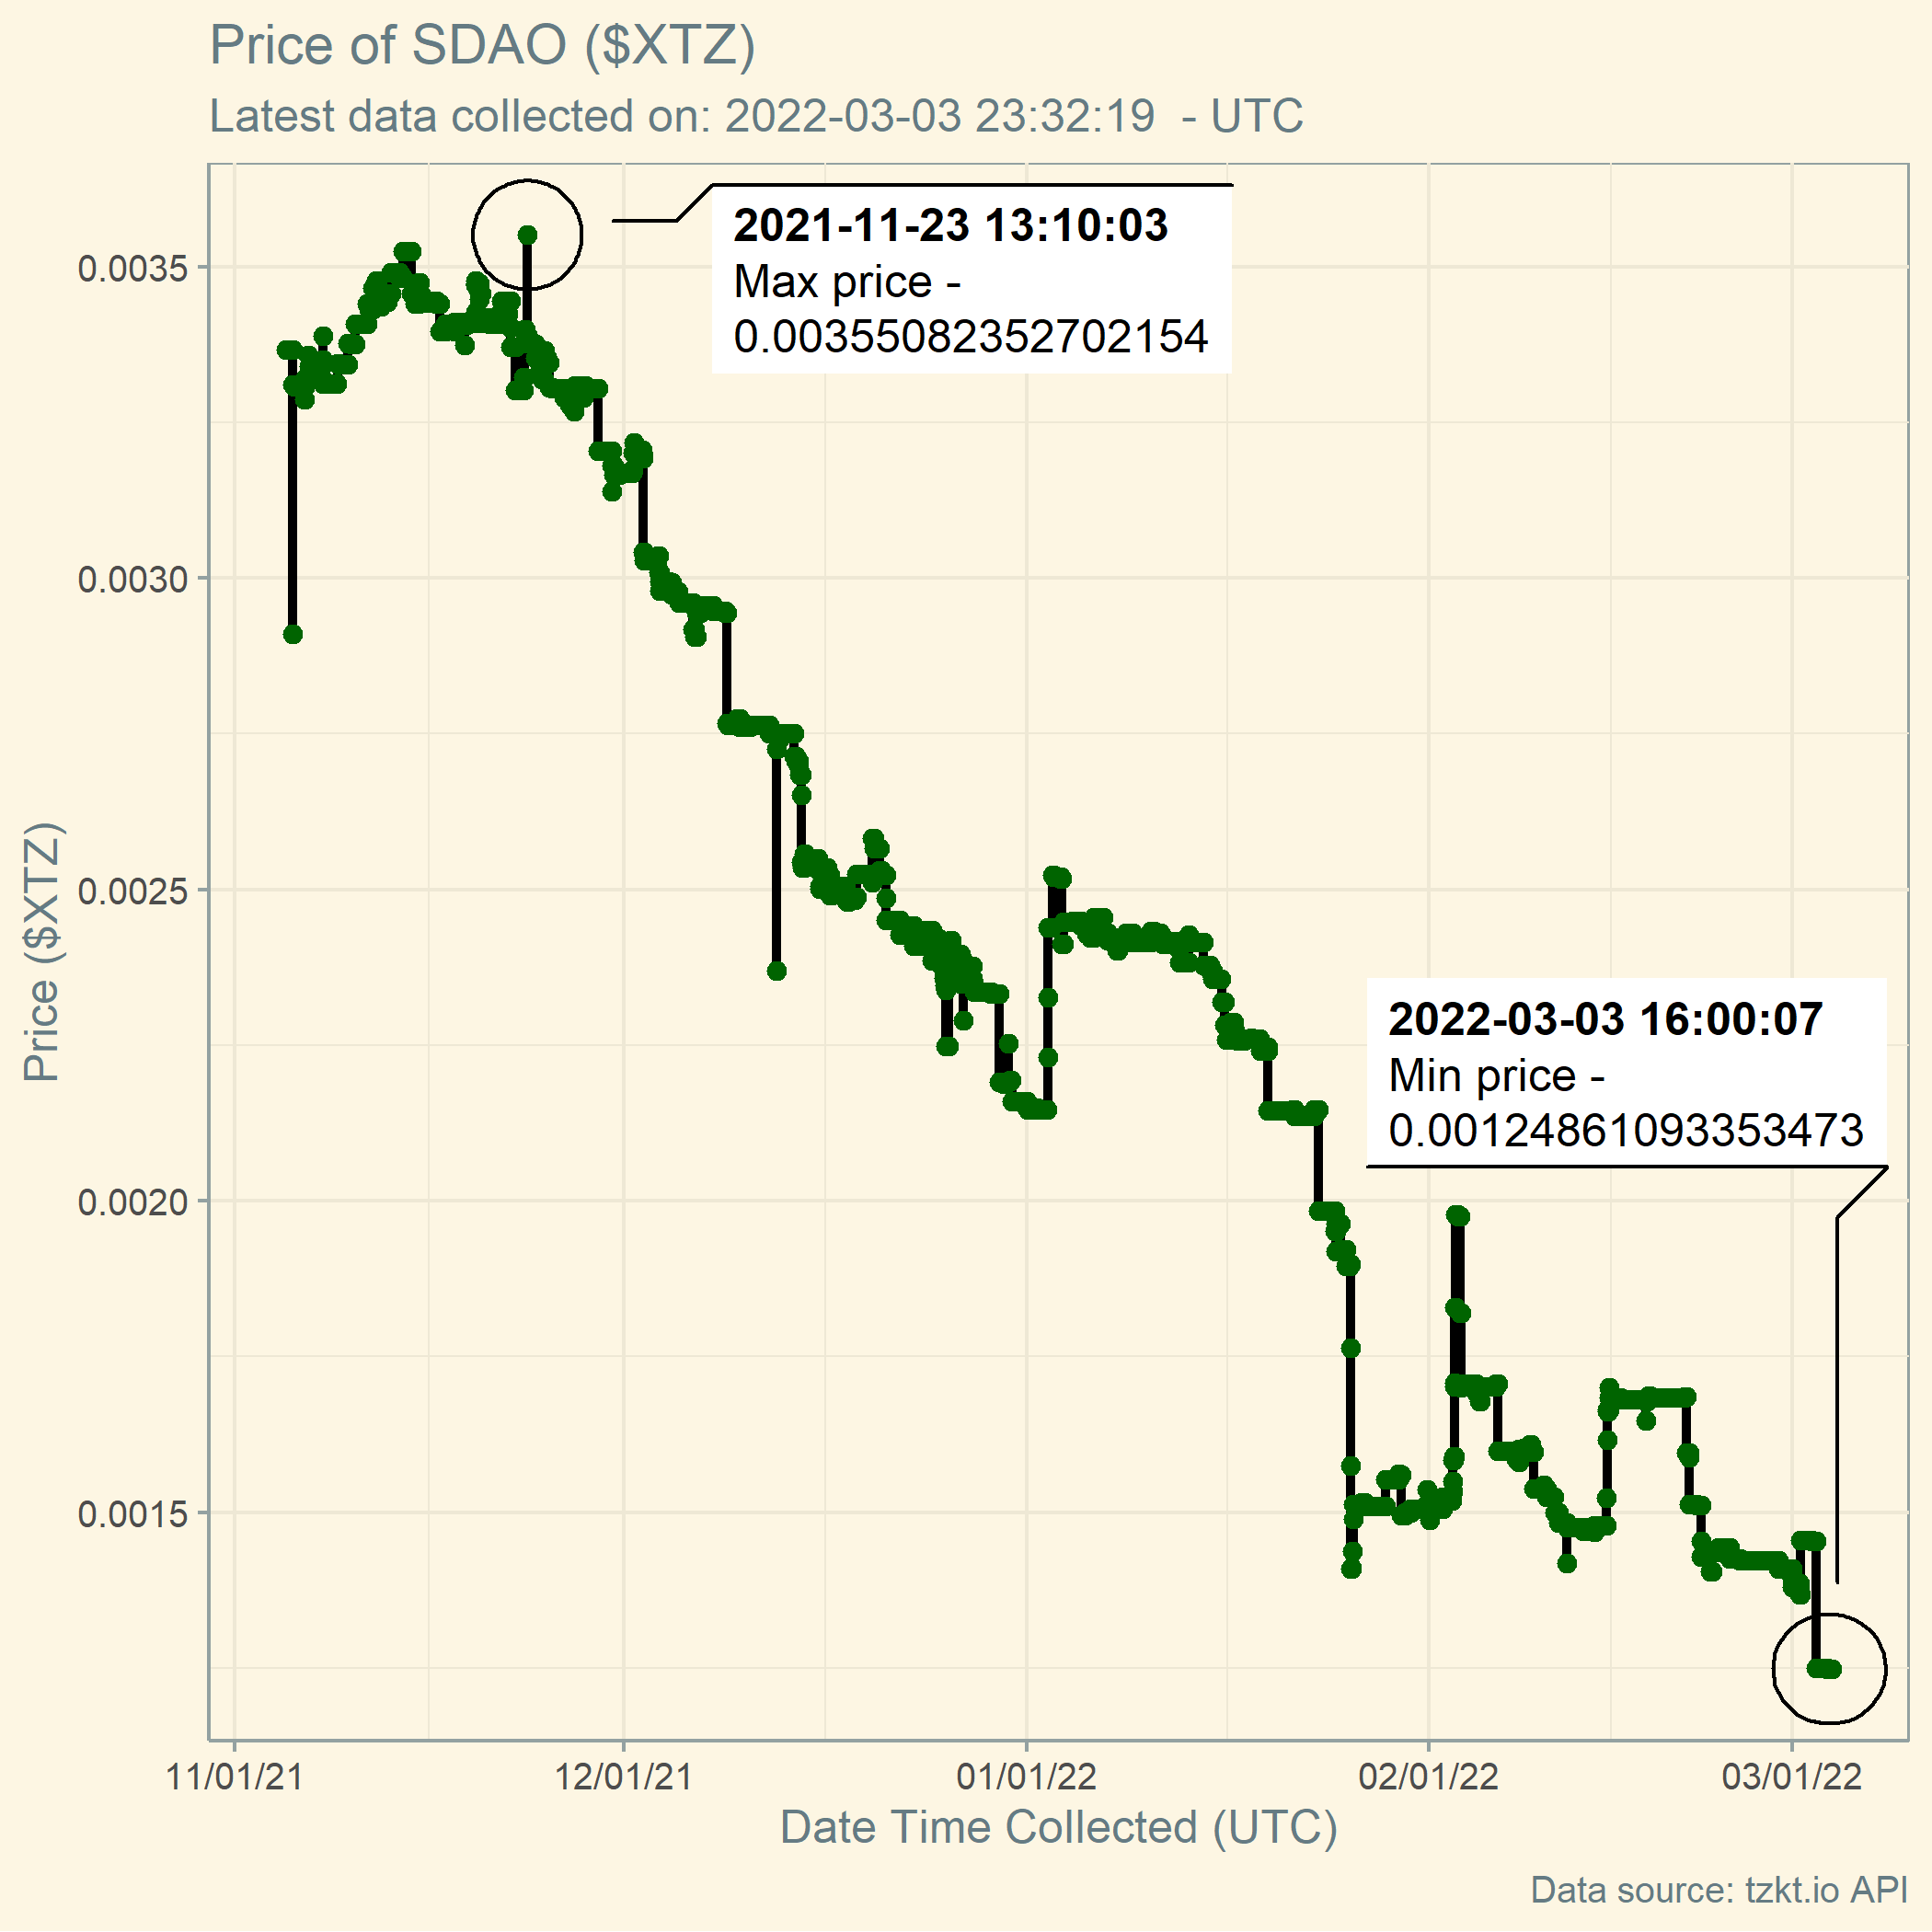 Price of SDAO ($XTZ)
Latest data collected on: 2022-03-03 23:32:19  - UTC
2021-11-23 13:10:03
Max price -
0.00355082352702154
0.0035
0.0030
0.0025
0.0020
0.0015
Price ($XTZ)
2022-03-03 16:00:07
Min price -
0.00124861093353473
11/01/21
12/01/21
01/01/22
02/01/22
03/01/22
Date Time Collected (UTC)
Data source: tzkt.io API